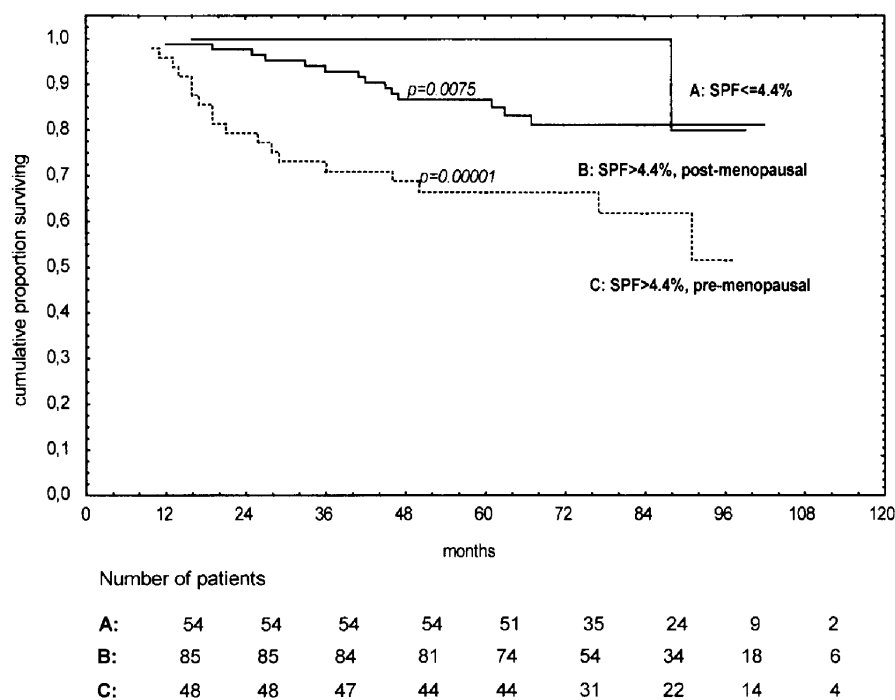 cumulative proportion surviving
1,0
0,9
0,8
0,7
0,6
0,5
0,4
0,3
0,2
0,1
0,0
p=0.0075
p=0.00001
A: SPF<=4.4%
B: SPF>4.4%, post-menopausal
C: SPF>4.4%, pre-menopausal
0 12 24 36 48 60 72 84 96 108 120
months
Number of patients
A: 54 54 54 54 51 35 24 9 2
B: 85 85 84 81 74 54 34 18 6
C: 48 48 47 44 44 31 22 14 4